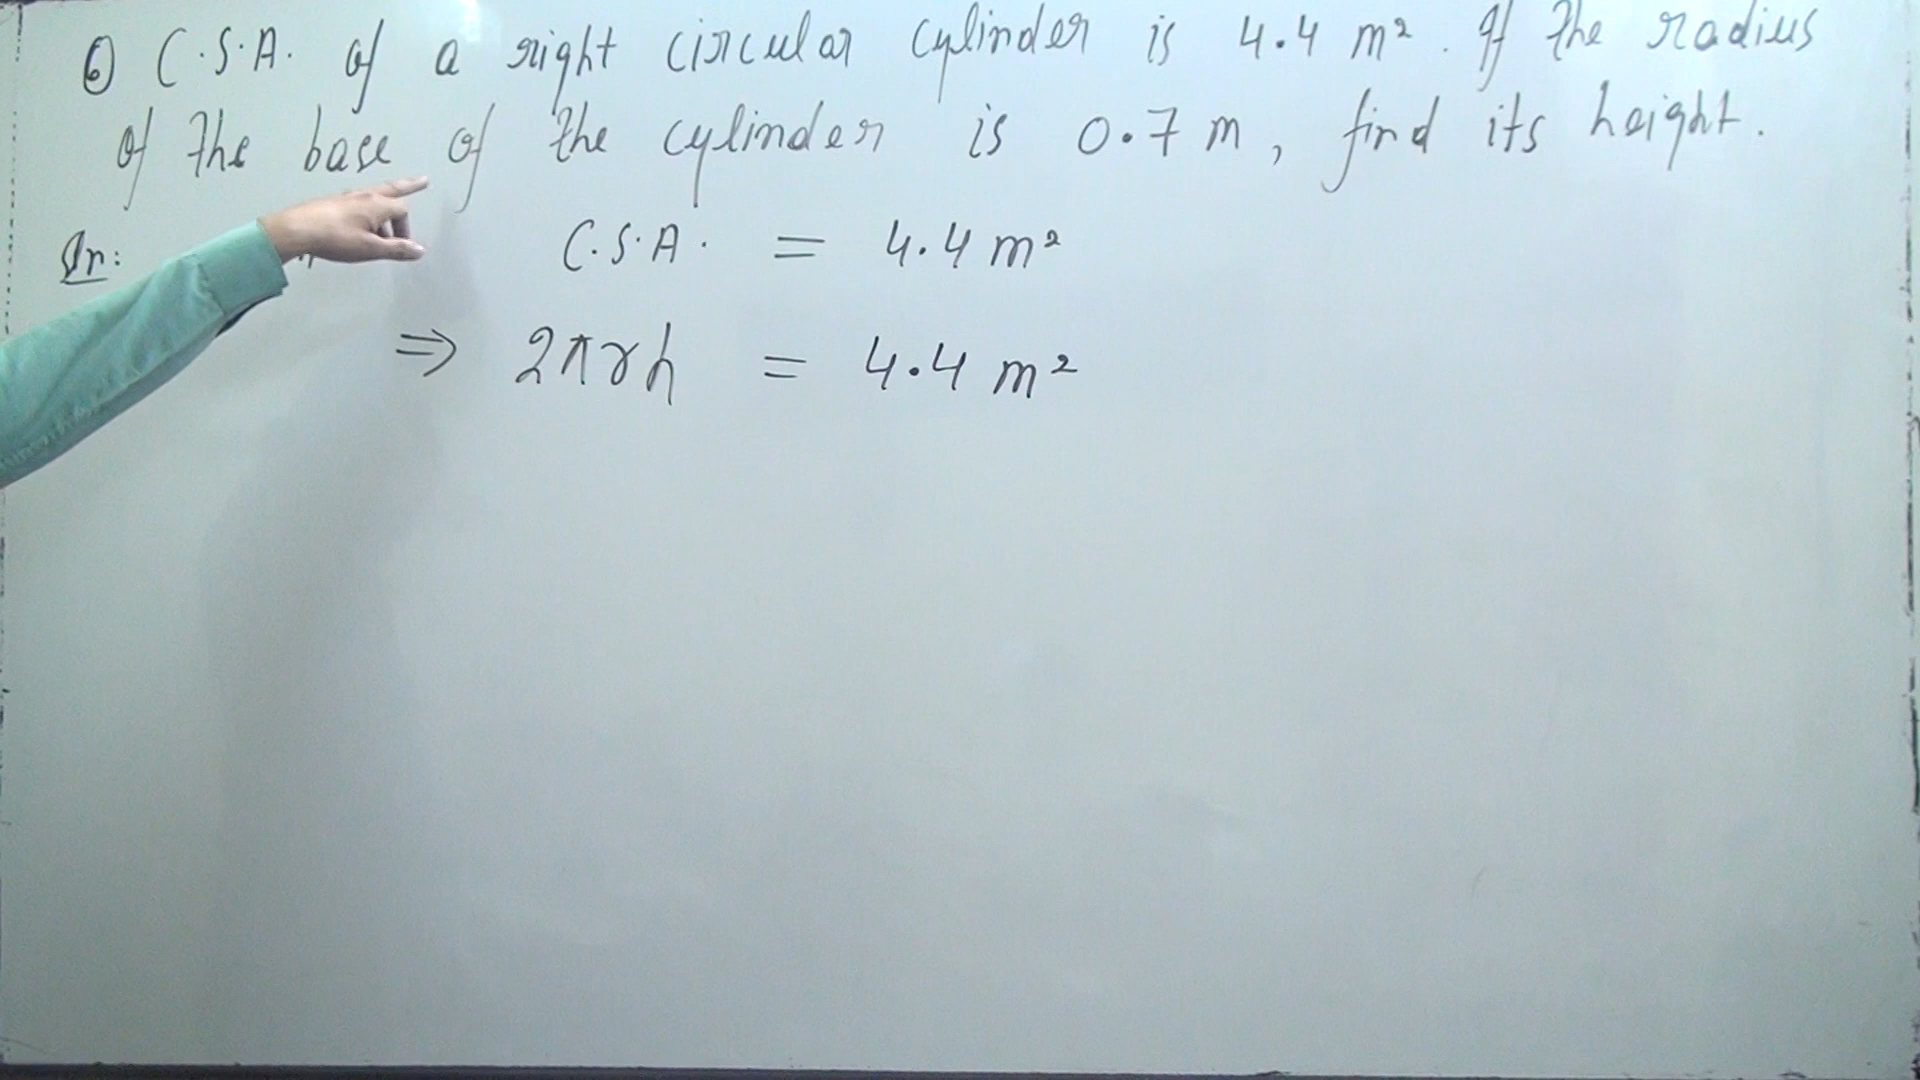 6 C.S.A. of a right circular cylinder is 4.4 m². If the radius
of the base of the cylinder is 0.7 m, find its height.
C.S.A. = 4.4 m²
⇒ 2πrh = 4.4 m²